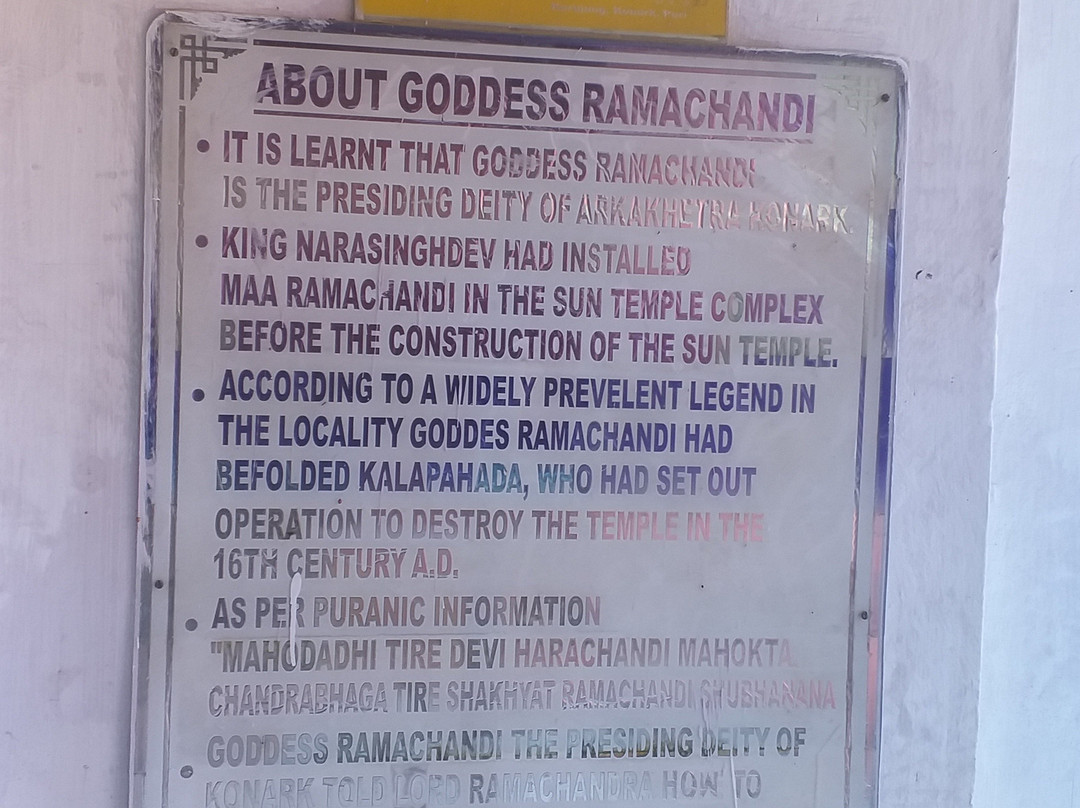 ABOUT GODDESS RAMACHANDI
• IT IS LEARNT THAT GODDESS RAMACHANDI
IS THE PRESIDING DEITY OF ARKAKHETRA KONARK.
• KING NARASINGHDEV HAD INSTALLED
MAA RAMACHANDI IN THE SUN TEMPLE COMPLEX
BEFORE THE CONSTRUCTION OF THE SUN TEMPLE.
• ACCORDING TO A WIDELY PREVELENT LEGEND IN
THE LOCALITY GODDES RAMACHANDI HAD
BEFOLDED KALAPAHADA, WHO HAD SET OUT
OPERATION TO DESTROY THE TEMPLE IN THE
16TH CENTURY A.D.
• AS PER PURANIC INFORMATION
"MAHODADHI TIRE DEVI HARACHANDI MAHOKTA
CHANDRABHAGA TIRE SHAKHYAT RAMACHANDI SHUBHANANA
• GODDESS RAMACHANDI THE PRESIDING DEITY OF
KONARK TOLD LORD RAMACHANDRA HOW TO